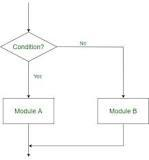 Condition?
No
Yes
Module A
Module B